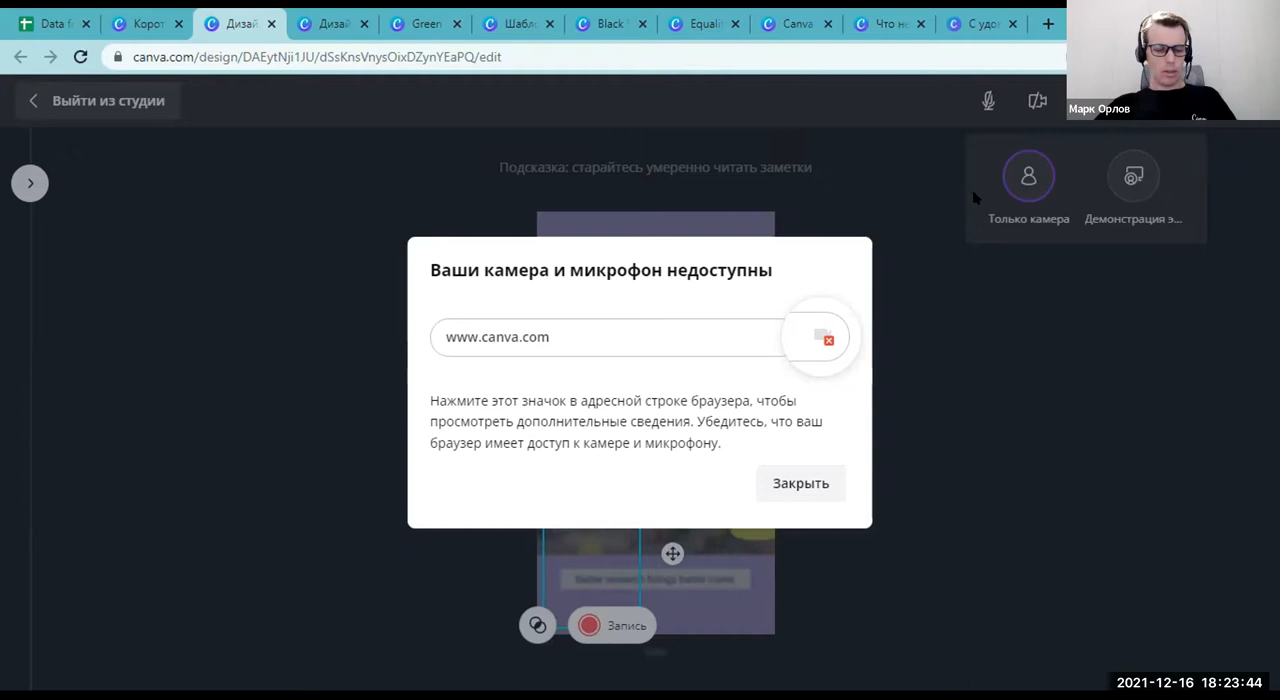 Data f
Корот
Дизай
Дизай
Green
Шабло
Black
Equali
Canva
Что не
С удо
canva.com/design/DAEytNji1JU/dSsKnsVnysOixDZynYEaPQ/edit
Марк Орлов
Выйти из студии
Подсказка: старайтесь умеренно читать заметки
Только камера
Демонстрация э...
Ваши камера и микрофон недоступны
www.canva.com
Нажмите этот значок в адресной строке браузера, чтобы
просмотреть дополнительные сведения. Убедитесь, что ваш
браузер имеет доступ к камере и микрофону.
Закрыть
Запись
2021-12-16 18:23:44